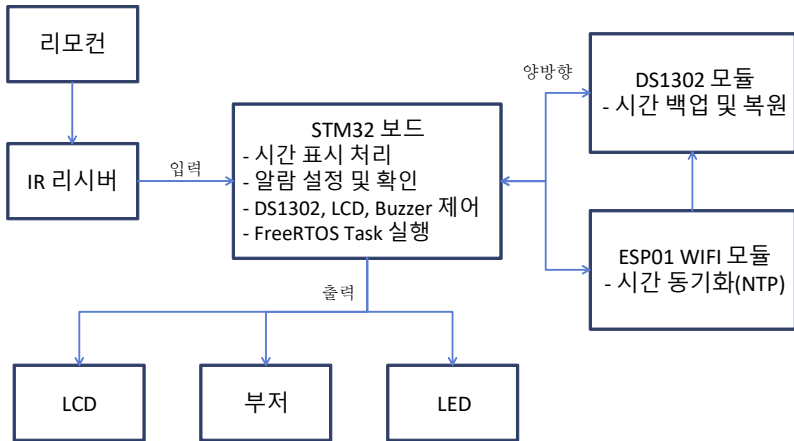 리모컨
양방향
DS1302 모듈
- 시간 백업 및 복원
STM32 보드
- 시간 표시 처리
- 알람 설정 및 확인
- DS1302, LCD, Buzzer 제어
- FreeRTOS Task 실행
IR 리시버
입력
ESP01 WIFI 모듈
- 시간 동기화(NTP)
출력
LCD
부저
LED